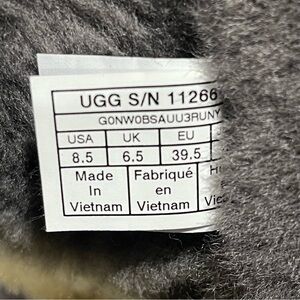 UGG S/N 11266
G0NW0BSAUU3RUNY
USA UK EU
8.5 6.5 39.5
Made Fabriqué
In en
Vietnam Vietnam